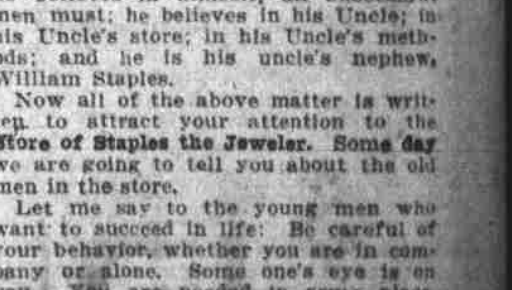 men must; he believes in his Uncle; in
his Uncle's store; in his Uncle's meth-
ods; and he is his uncle's nephew,
William Staples.
Now all of the above matter is writ-
ten to attract your attention to the
Store of Staples the Jeweler. Some day
we are going to tell you about the old
men in the store.
Let me say to the young men who
want to succeed in life: Be careful of
your behavior, whether you are in com-
pany or alone. Some one's eye is on
You are needed in